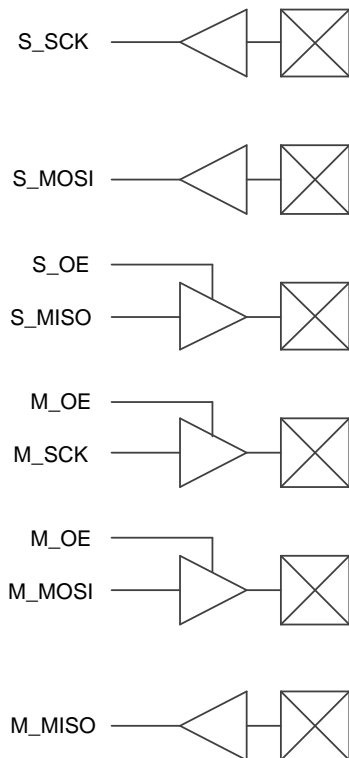 S_SCK
S_MOSI
S_OE
S_MISO
M_OE
M_SCK
M_OE
M_MOSI
M_MISO